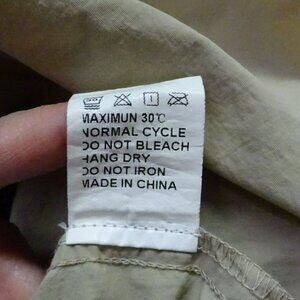 MAXIMUN 30℃
NORMAL CYCLE
DO NOT BLEACH
HANG DRY
DO NOT IRON
MADE IN CHINA